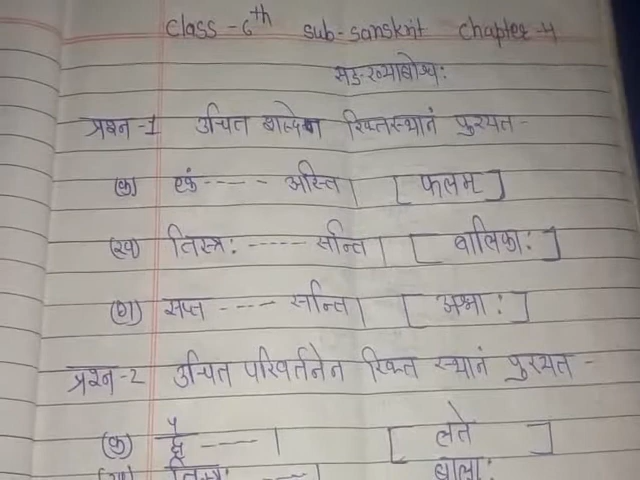 Class - 6th sub - sanskrit Chapter - 4
सङ्ख्याबोधः
प्रश्न -1 उचित शब्देन रिक्तस्थानं पुरयत -
(क) एकं ----- अस्ति। [ फलम् ]
(ख) तिस्त्र: ----- सन्ति। [ बालिका: ]
(ग) सप्त ---- सन्ति। [ अश्वा: ]
प्रश्न -2 उचित परिवर्तनेन रिक्त स्थानं पुरयत -
(क) द्वे ----। [ लते ]
तिस्त्र: ----। बाला: